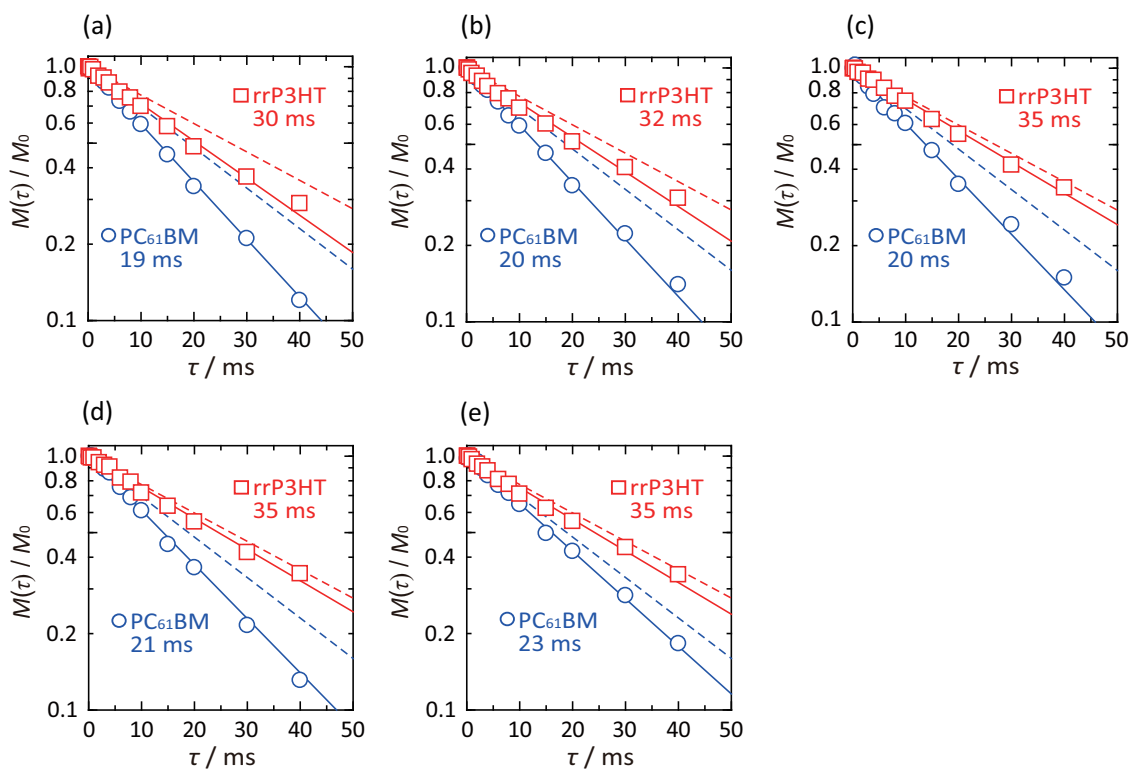 (a)
M(τ) / M₀
1.0
0.8
0.6
0.4
0.2
0.1
rrP3HT
30 ms
PC₆₁BM
19 ms
0 10 20 30 40 50
τ / ms
(b)
M(τ) / M₀
1.0
0.8
0.6
0.4
0.2
0.1
rrP3HT
32 ms
PC₆₁BM
20 ms
0 10 20 30 40 50
τ / ms
(c)
M(τ) / M₀
1.0
0.8
0.6
0.4
0.2
0.1
rrP3HT
35 ms
PC₆₁BM
20 ms
0 10 20 30 40 50
τ / ms
(d)
M(τ) / M₀
1.0
0.8
0.6
0.4
0.2
0.1
rrP3HT
35 ms
PC₆₁BM
21 ms
0 10 20 30 40 50
τ / ms
(e)
M(τ) / M₀
1.0
0.8
0.6
0.4
0.2
0.1
rrP3HT
35 ms
PC₆₁BM
23 ms
0 10 20 30 40 50
τ / ms